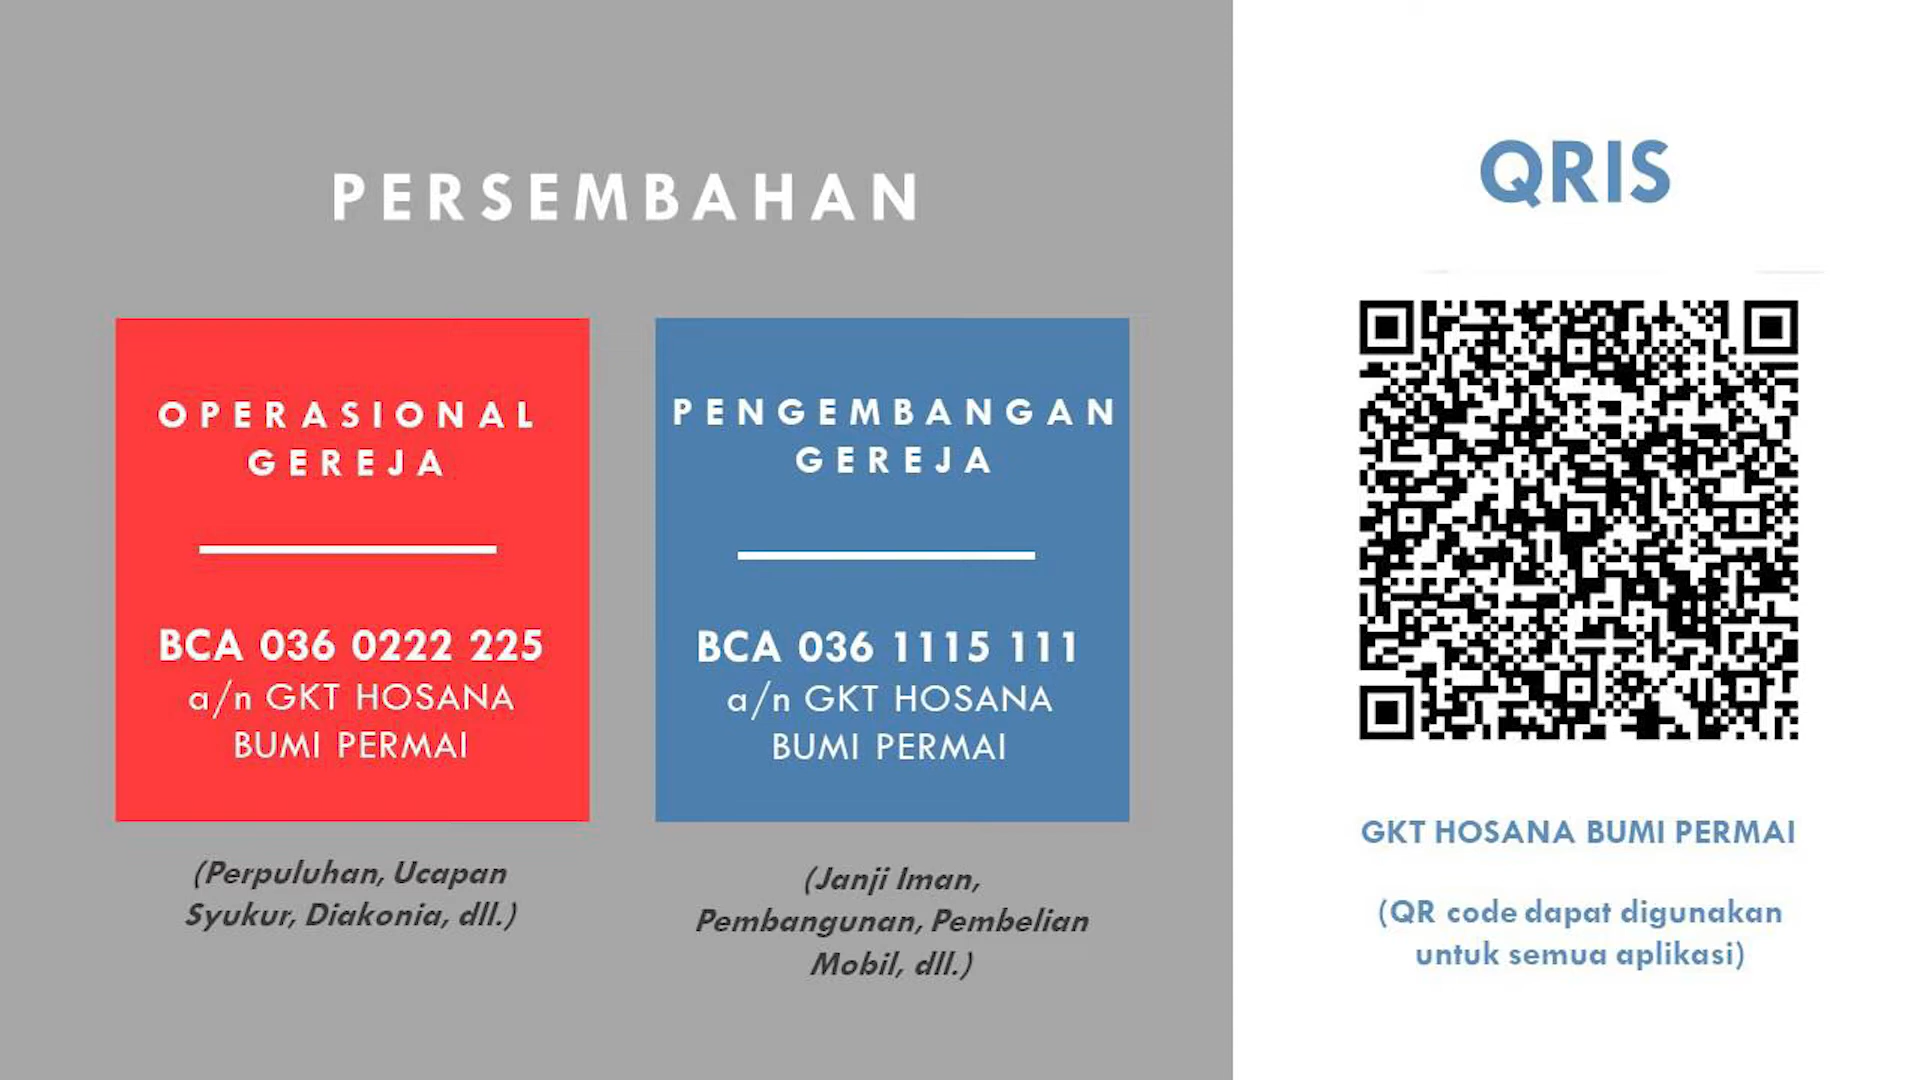 PERSEMBAHAN
OPERASIONAL
GEREJA
BCA 036 0222 225
a/n GKT HOSANA
BUMI PERMAI
(Perpuluhan, Ucapan
Syukur, Diakonia, dll.)
PENGEMBANGAN
GEREJA
BCA 036 1115 111
a/n GKT HOSANA
BUMI PERMAI
(Janji Iman,
Pembangunan, Pembelian
Mobil, dll.)
QRIS
GKT HOSANA BUMI PERMAI
(QR code dapat digunakan
untuk semua aplikasi)